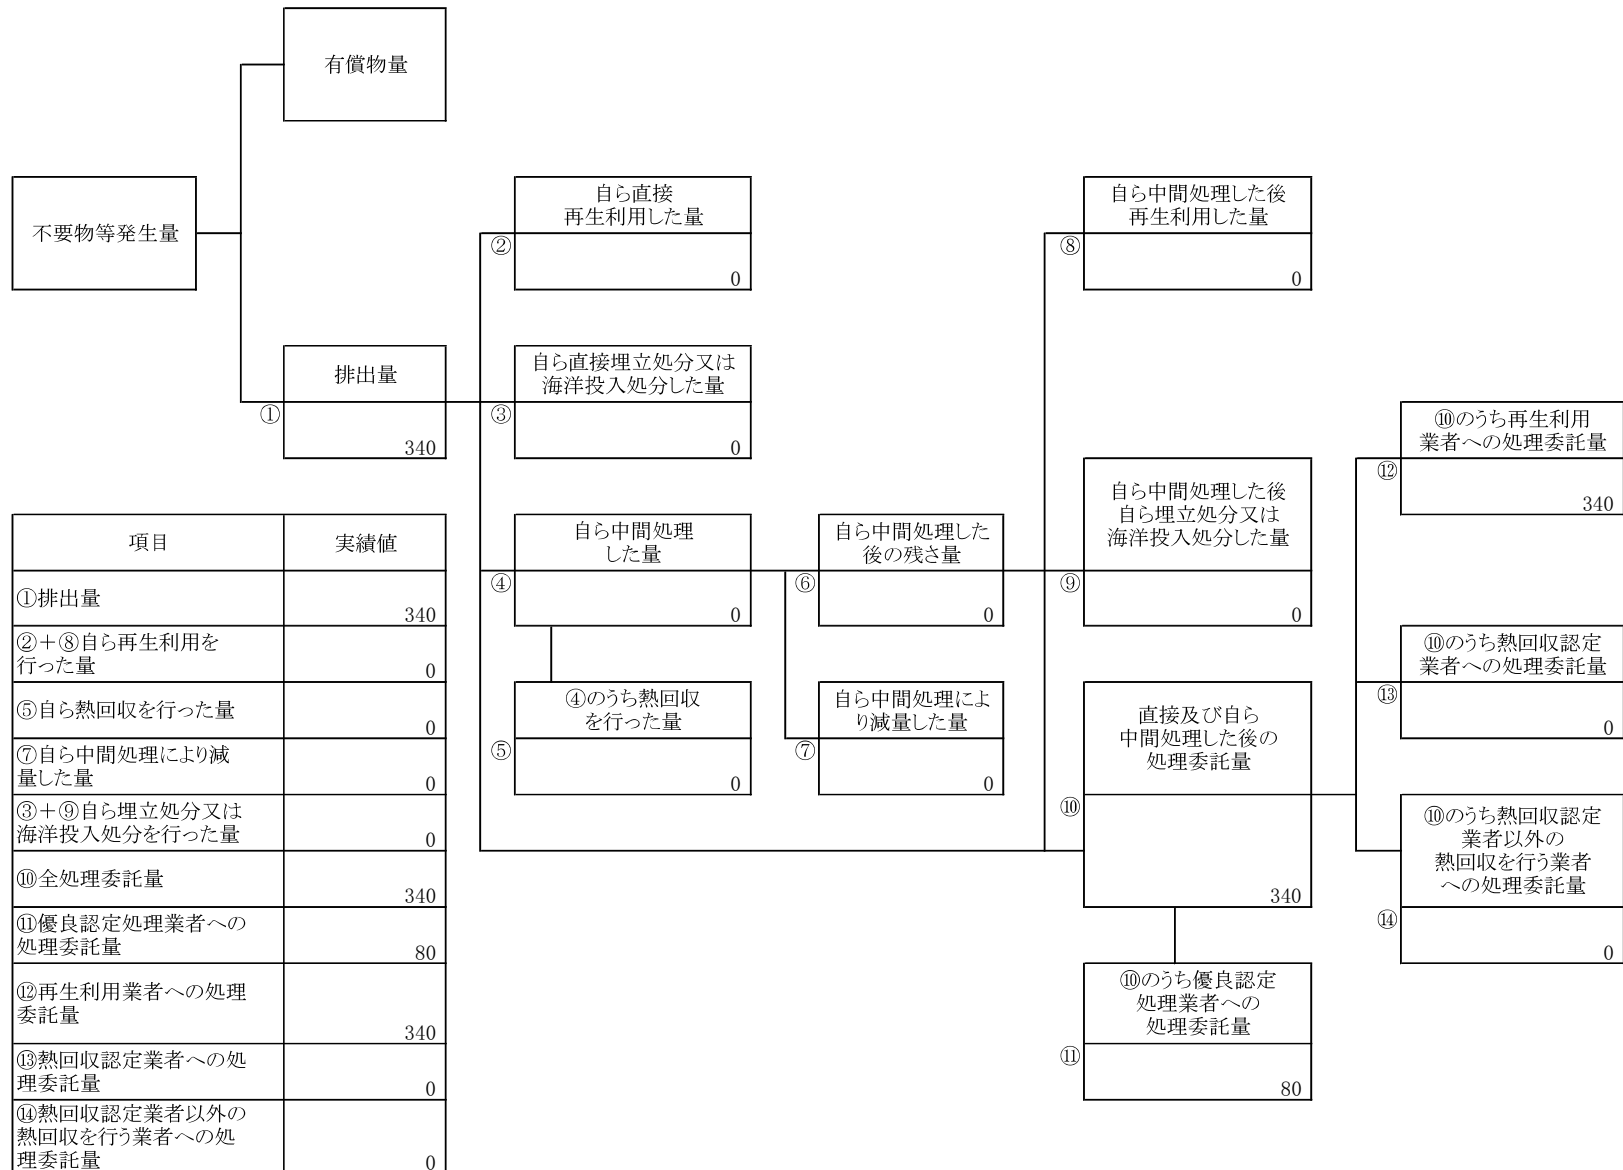 有償物量
不要物等発生量
自ら直接
再生利用した量
②
0
自ら中間処理した後
再生利用した量
⑧
0
排出量
①
340
自ら直接埋立処分又は
海洋投入処分した量
③
0
⑩のうち再生利用
業者への処理委託量
⑫
340
自ら中間処理
した量
④
0
自ら中間処理した
後の残さ量
⑥
0
自ら中間処理した後
自ら埋立処分又は
海洋投入処分した量
⑨
0
⑩のうち熱回収認定
業者への処理委託量
⑬
0
④のうち熱回収
を行った量
⑤
0
自ら中間処理によ
り減量した量
⑦
0
直接及び自ら
中間処理した後の
処理委託量
⑩
340
⑩のうち熱回収認定
業者以外の
熱回収を行う業者
への処理委託量
⑭
0
⑩のうち優良認定
処理業者への
処理委託量
⑪
80
項目 実績値
①排出量
340
②＋⑧自ら再生利用を
行った量
0
⑤自ら熱回収を行った量
0
⑦自ら中間処理により減
量した量
0
③＋⑨自ら埋立処分又は
海洋投入処分を行った量
0
⑩全処理委託量
340
⑪優良認定処理業者への
処理委託量
80
⑫再生利用業者への処理
委託量
340
⑬熱回収認定業者への処
理委託量
0
⑭熱回収認定業者以外の
熱回収を行う業者への処
理委託量
0